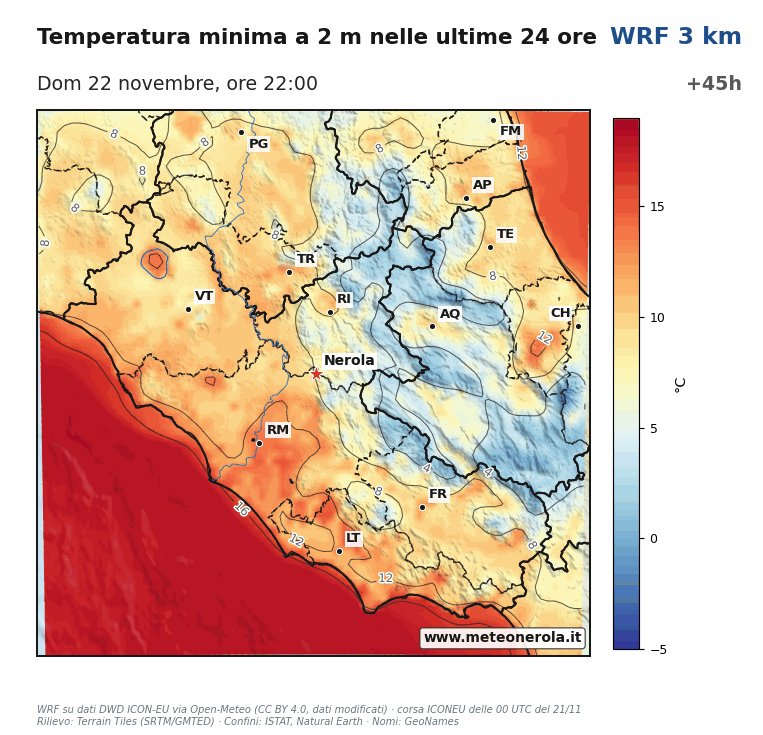 Temperatura minima a 2 m nelle ultime 24 ore WRF 3 km
Dom 22 novembre, ore 22:00 +45h
FM
12
8
8
PG
8
8
8
AP
8
8
TE
8
TR
8
RI
VT
AQ
CH
12
15
10
5
0
−5
°C
Nerola
RM
4
4
8
FR
16
12
LT
8
12
www.meteonerola.it
WRF su dati DWD ICON-EU via Open-Meteo (CC BY 4.0, dati modificati) · corsa ICONEU delle 00 UTC del 21/11
Rilievo: Terrain Tiles (SRTM/GMTED) · Confini: ISTAT, Natural Earth · Nomi: GeoNames